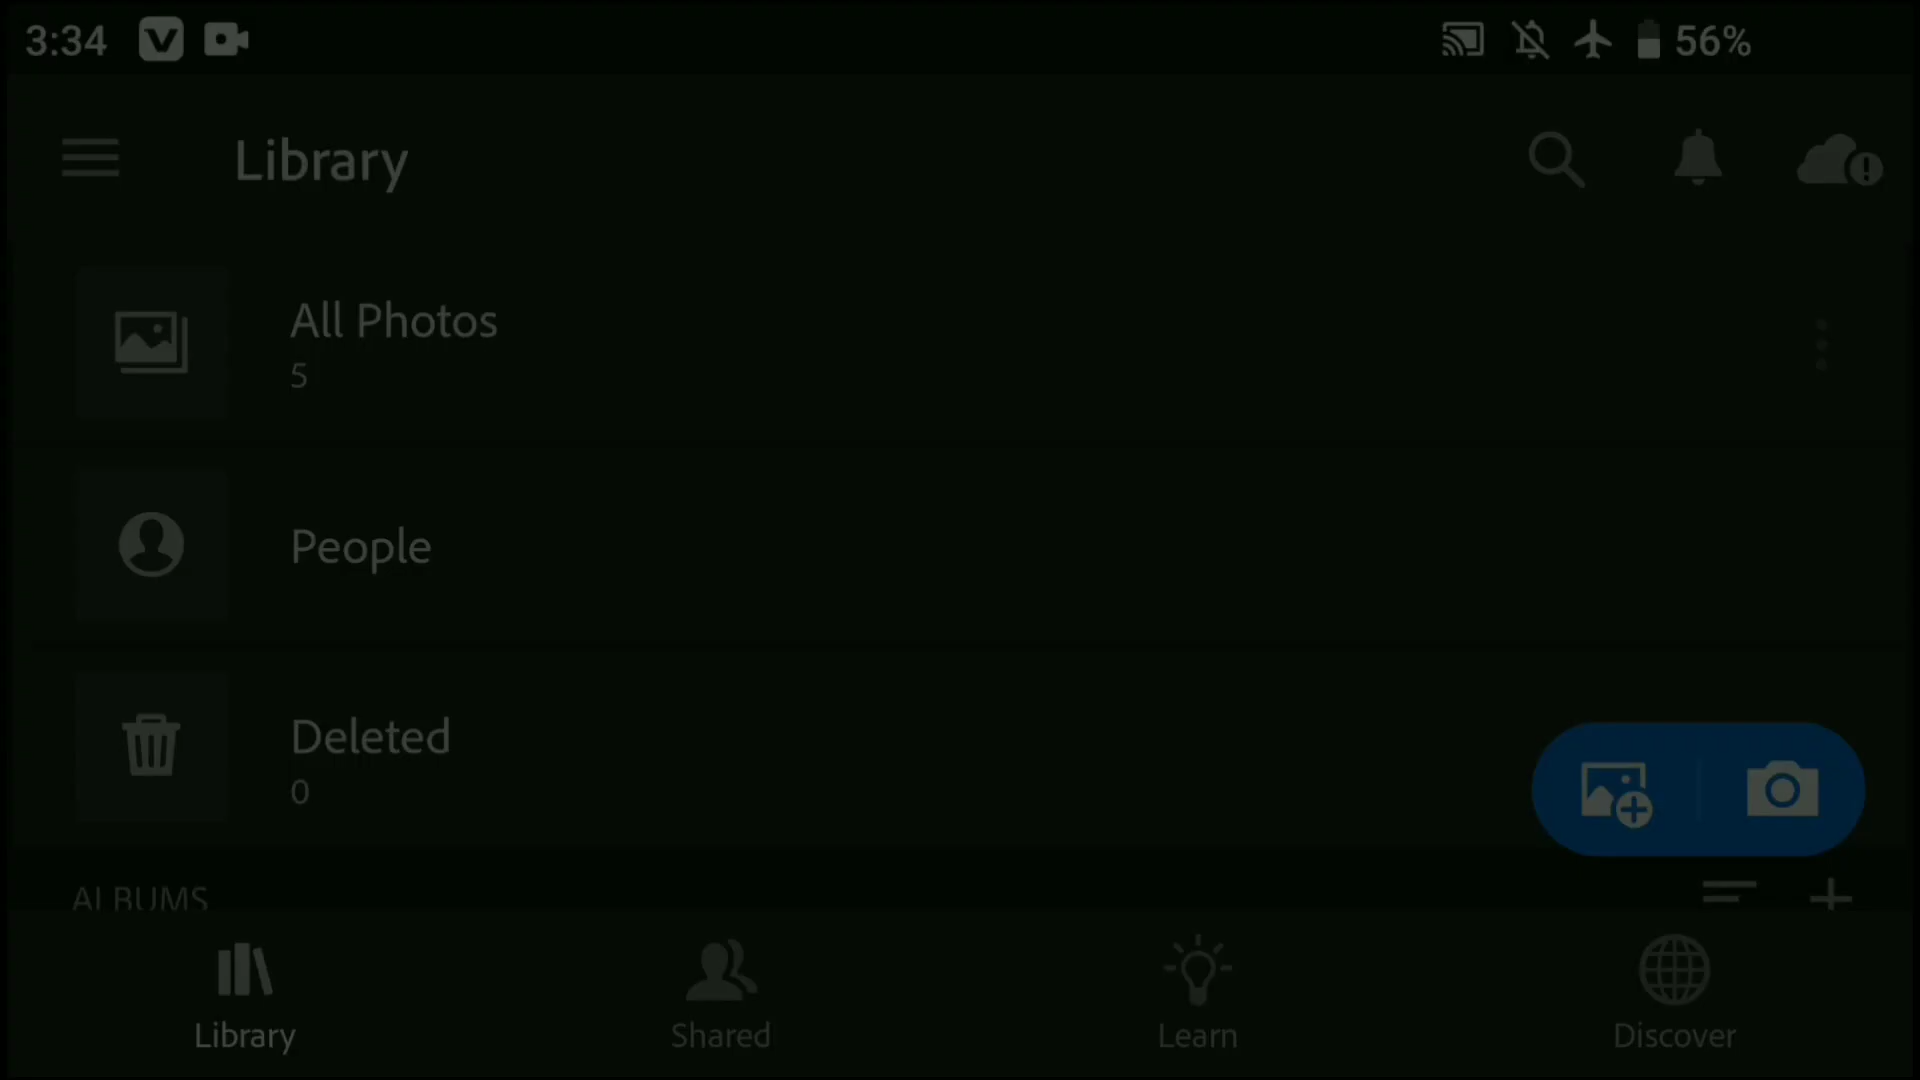 3:34
56%
Library
All Photos
5
People
Deleted
0
ALBUMS
Library
Shared
Learn
Discover